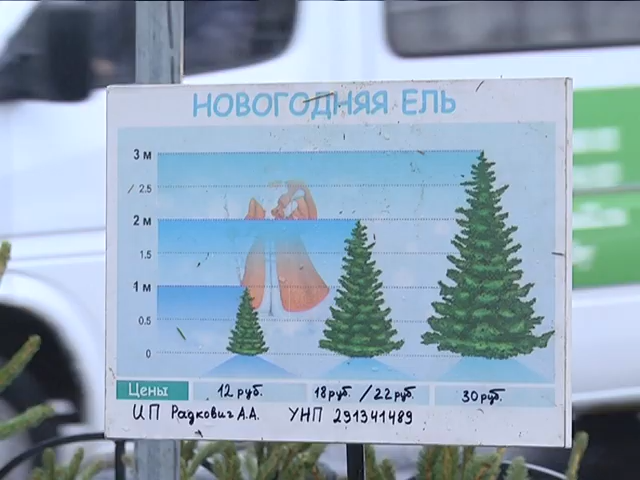 НОВОГОДНЯЯ ЕЛЬ
3 м
2.5
2 м
1.5
1 м
0.5
0
Цены 12 руб. 18 руб. / 22 руб. 30 руб.
ИП Радкович А.А. УНП 291341489